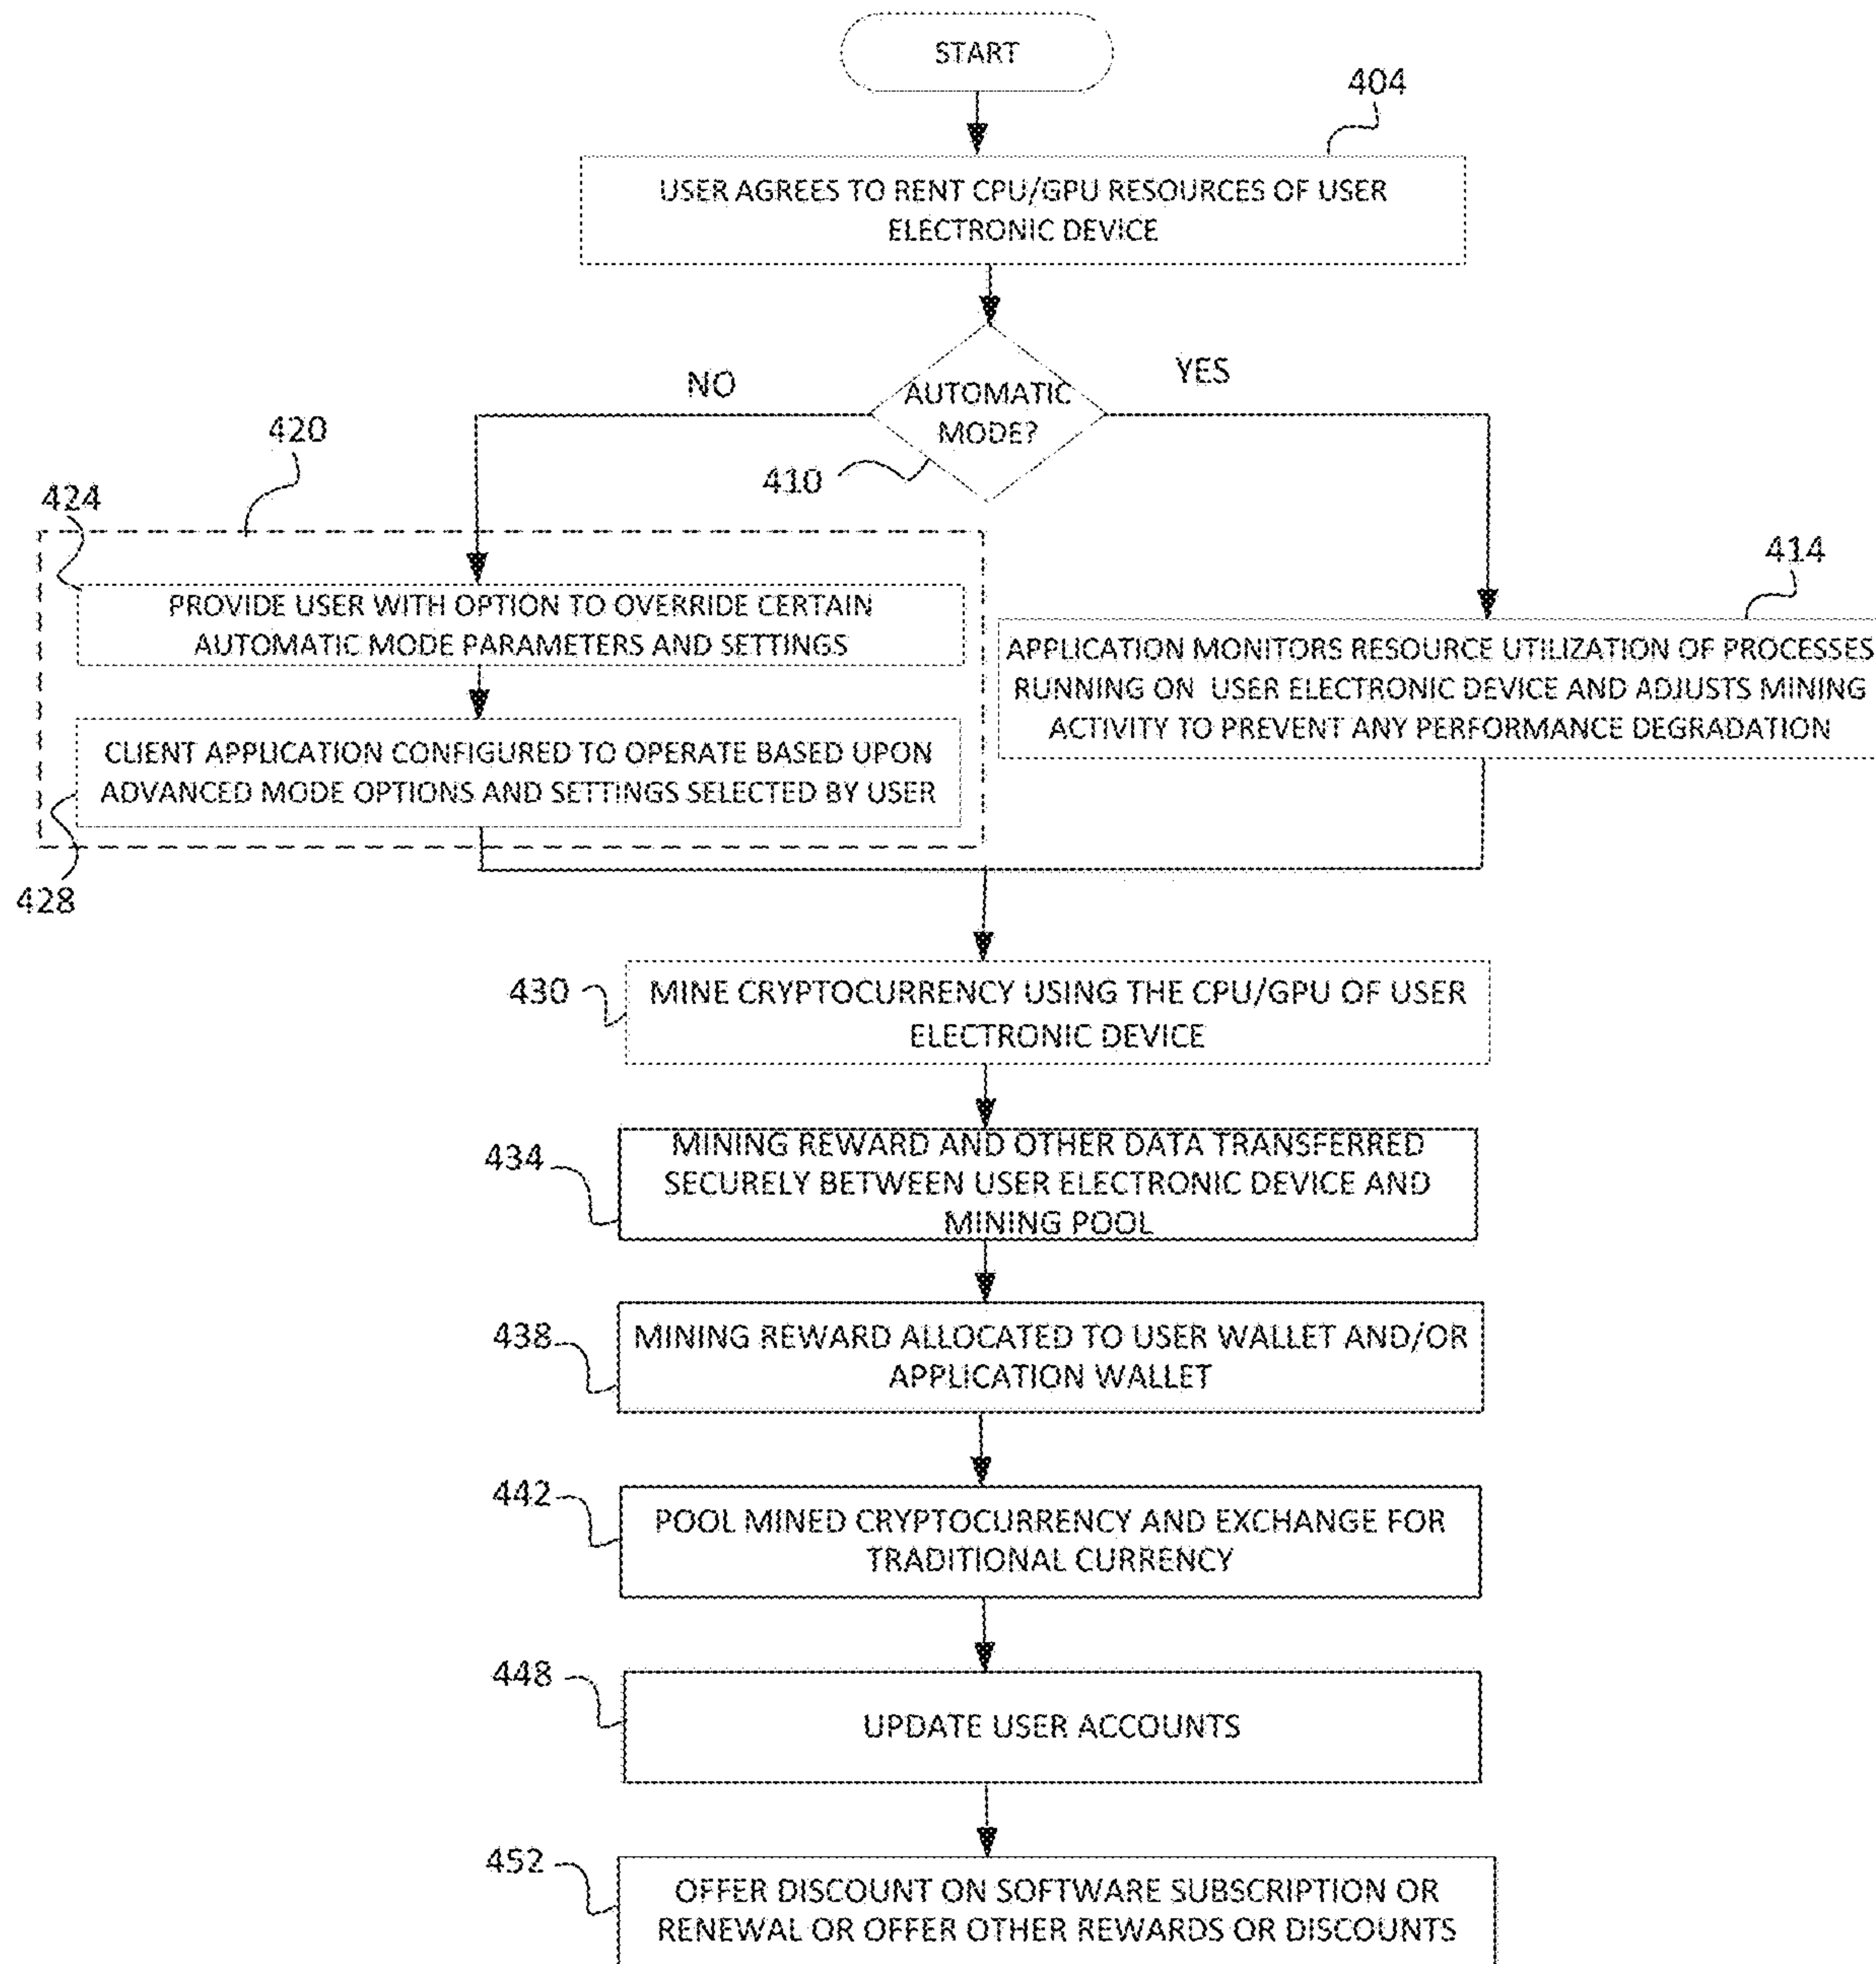 START
404
USER AGREES TO RENT CPU/GPU RESOURCES OF USER
ELECTRONIC DEVICE
NO
YES
AUTOMATIC
MODE?
410
420
424
414
PROVIDE USER WITH OPTION TO OVERRIDE CERTAIN
AUTOMATIC MODE PARAMETERS AND SETTINGS
APPLICATION MONITORS RESOURCE UTILIZATION OF PROCESSES
RUNNING ON USER ELECTRONIC DEVICE AND ADJUSTS MINING
ACTIVITY TO PREVENT ANY PERFORMANCE DEGRADATION
CLIENT APPLICATION CONFIGURED TO OPERATE BASED UPON
ADVANCED MODE OPTIONS AND SETTINGS SELECTED BY USER
428
430
MINE CRYPTOCURRENCY USING THE CPU/GPU OF USER
ELECTRONIC DEVICE
434
MINING REWARD AND OTHER DATA TRANSFERRED
SECURELY BETWEEN USER ELECTRONIC DEVICE AND
MINING POOL
438
MINING REWARD ALLOCATED TO USER WALLET AND/OR
APPLICATION WALLET
442
POOL MINED CRYPTOCURRENCY AND EXCHANGE FOR
TRADITIONAL CURRENCY
448
UPDATE USER ACCOUNTS
452
OFFER DISCOUNT ON SOFTWARE SUBSCRIPTION OR
RENEWAL OR OFFER OTHER REWARDS OR DISCOUNTS